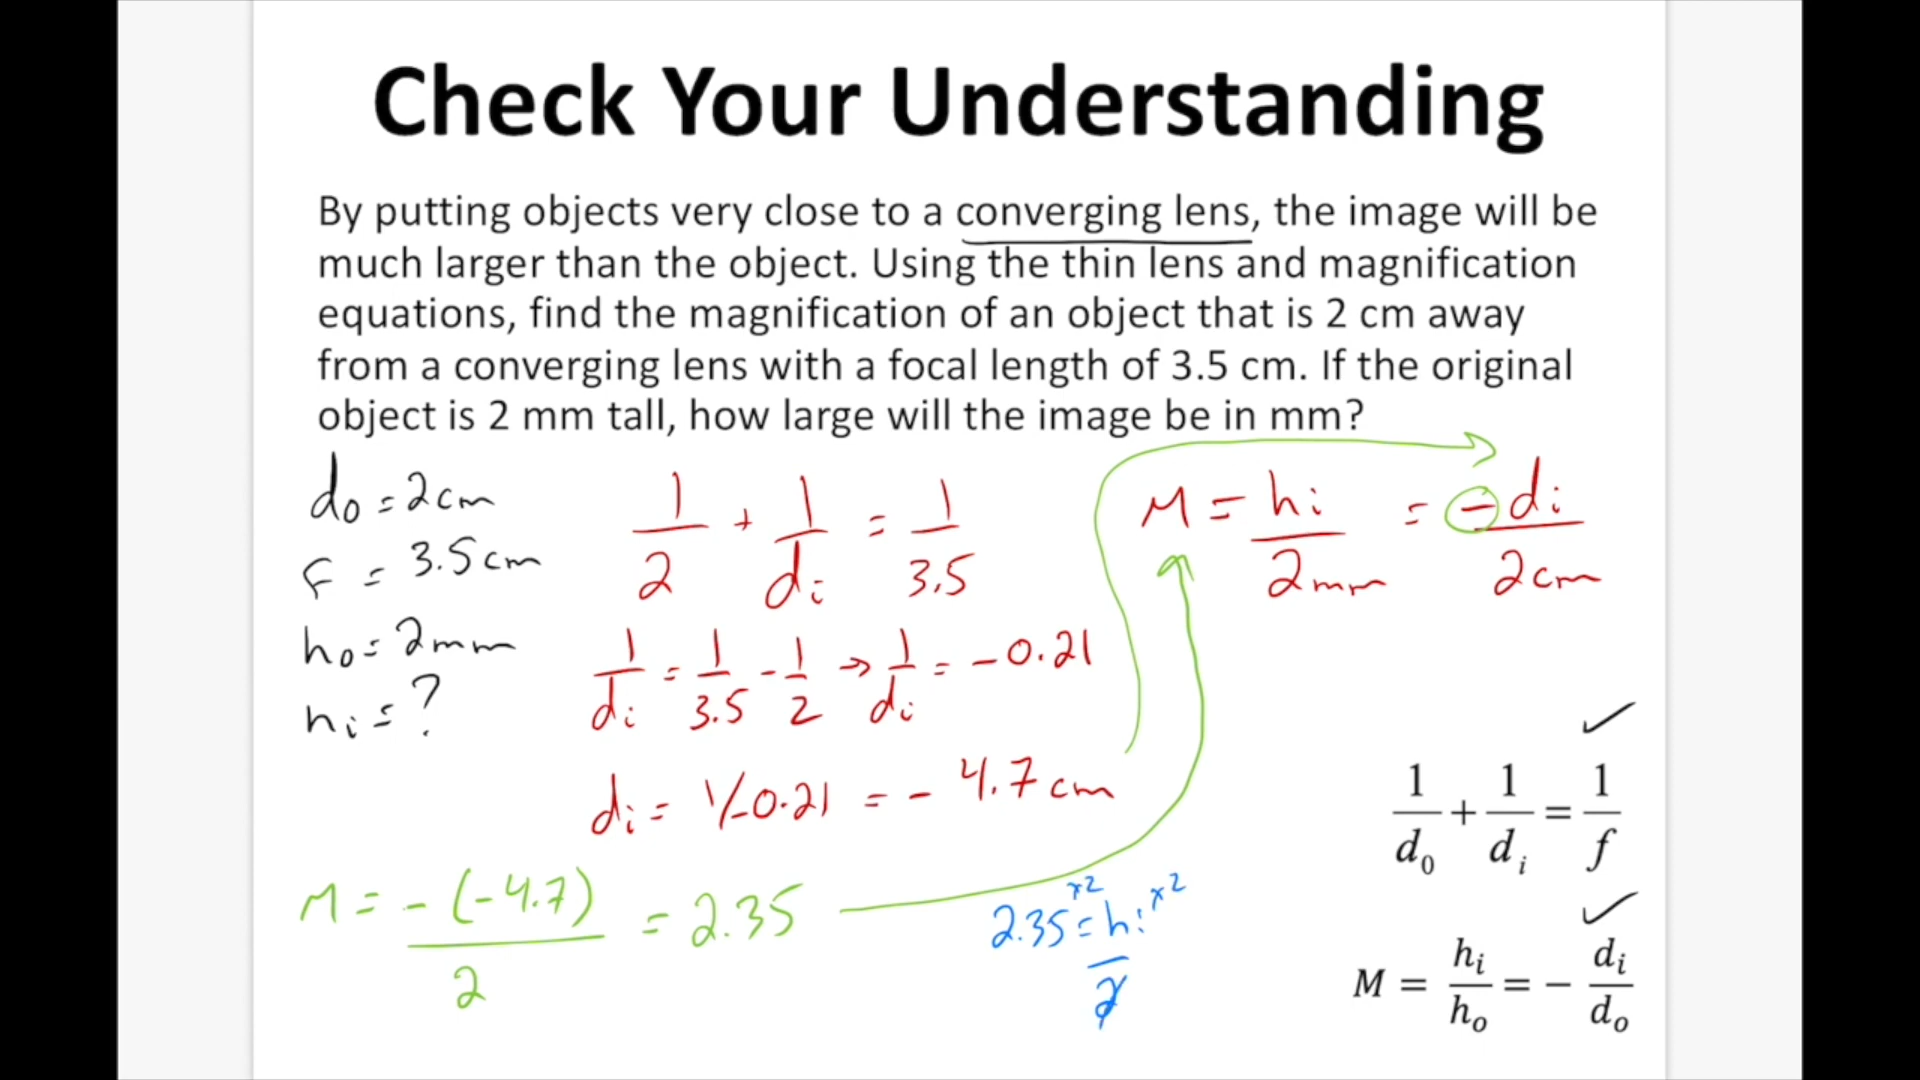 Check Your Understanding
By putting objects very close to a converging lens, the image will be
much larger than the object. Using the thin lens and magnification
equations, find the magnification of an object that is 2 cm away
from a converging lens with a focal length of 3.5 cm. If the original
object is 2 mm tall, how large will the image be in mm?
do = 2cm
F = 3.5cm
ho = 2mm
hi = ?
1/2 + 1/di = 1/3.5
1/di = 1/3.5 - 1/2 → 1/di = -0.21
di = 1/-0.21 = -4.7cm
M = hi/2mm = -di/2cm
M = -(-4.7)/2 = 2.35
x2 2.35 = hi/2 x2
✓
1/d0 + 1/di = 1/f
✓
M = hi/ho = - di/do